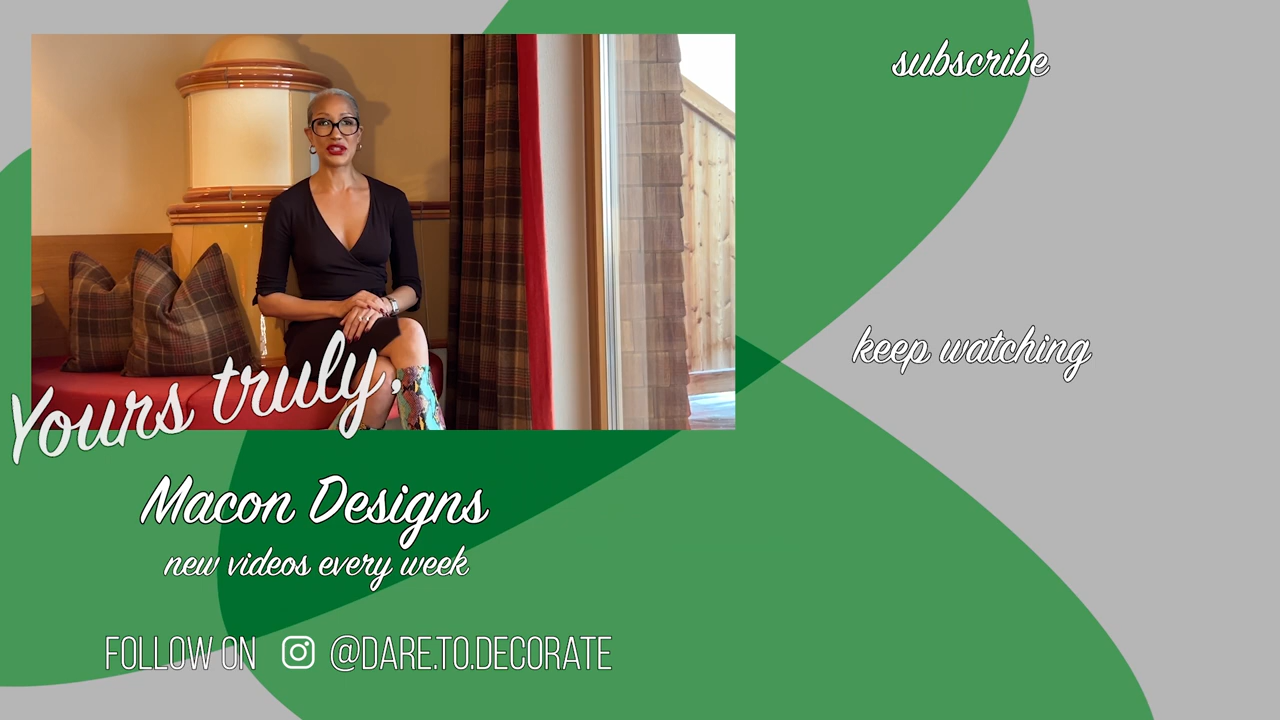 subscribe
keep watching
Yours truly,
Macon Designs
new videos every week
FOLLOW ON @DARE.TO.DECORATE